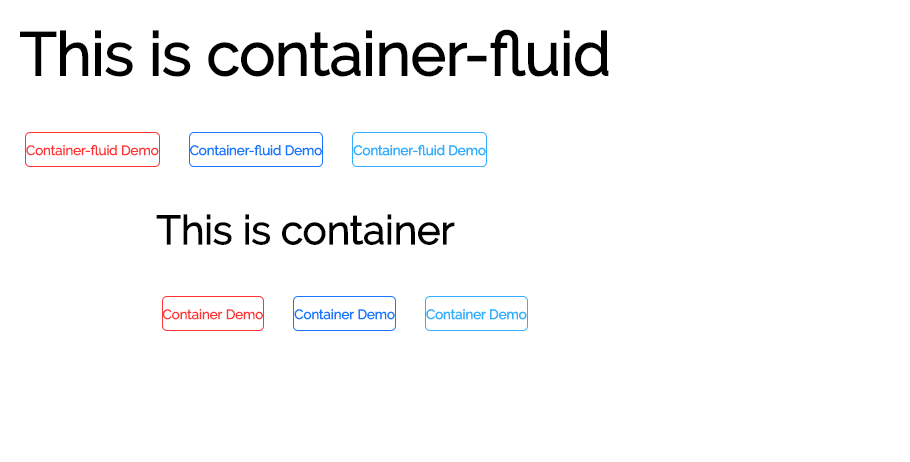 This is container-fluid
Container-fluid Demo Container-fluid Demo Container-fluid Demo
This is container
Container Demo Container Demo Container Demo